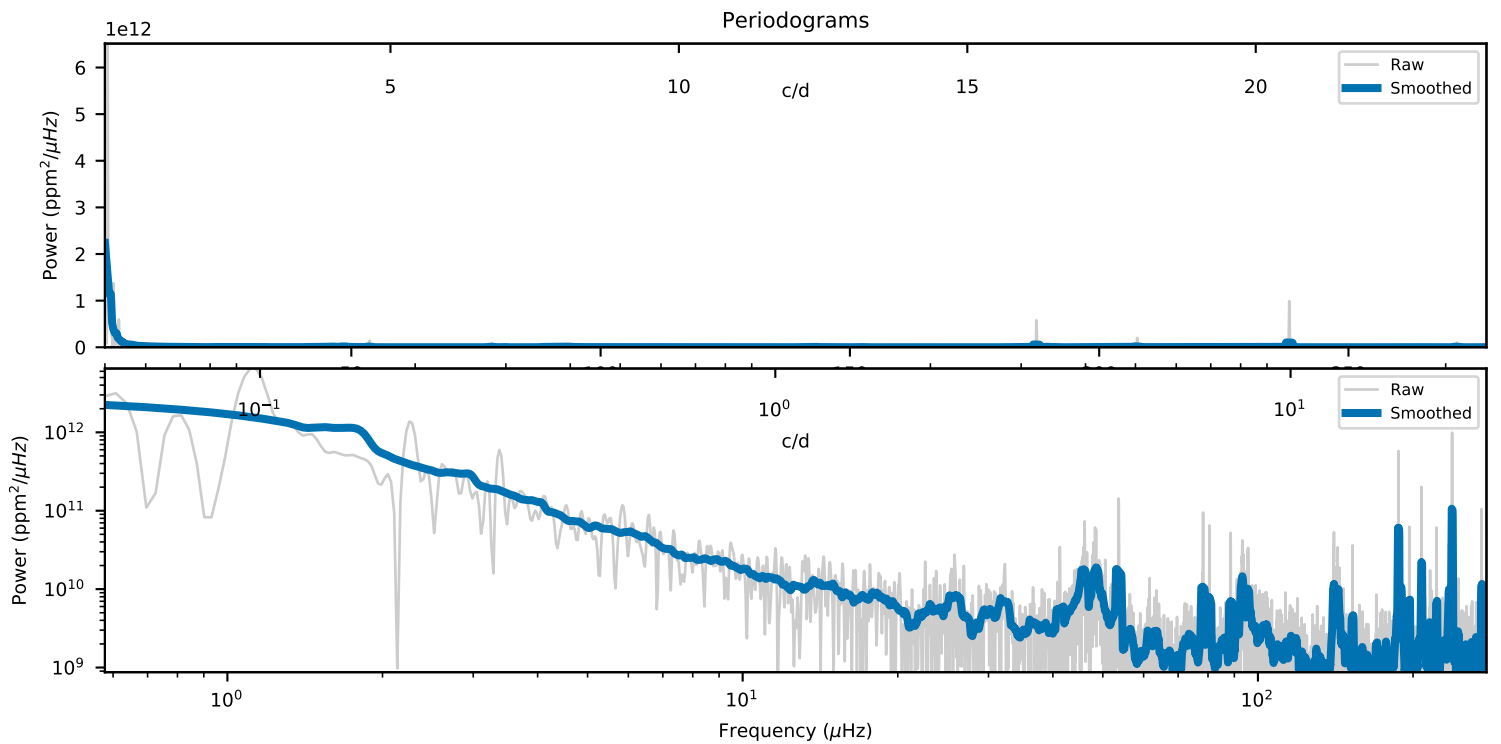 Periodograms
1e12
6
5
4
3
2
1
0
Power (ppm²/μHz)
5 10 15 20
c/d
Raw
Smoothed
10⁻¹ 10⁰ 10¹
c/d
Raw
Smoothed
10¹²
10¹¹
10¹⁰
10⁹
Power (ppm²/μHz)
10⁰ 10¹ 10²
Frequency (μHz)